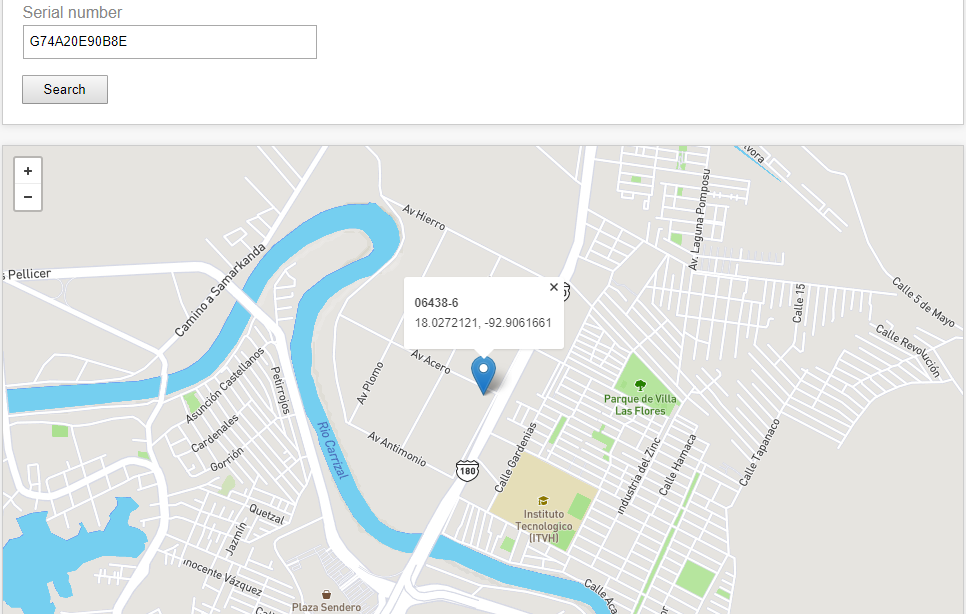 Serial number
G74A20E90B8E
Search
+
−
Av Hierro
Av. Laguna Pomposu
Camino a Samarkanda
s Pellicer
×
06438-6
18.0272121, -92.9061661
Calle 15
Calle 5 de Mayo
Calle Revolución
Av Acero
Av Plomo
Asunción Castellanos
Petirrojos
Parque de Villa
Las Flores
Cardenales
Gorrión
Río Carrizal
Av Antimonio
180
Calle Gardenias
Industria del Zinc
Calle Hamaca
Calle Tapanaco
Instituto
Tecnologico
(ITVH)
Quetzal
Jazmín
nocente Vázquez
Plaza Sendero
Calle Aca